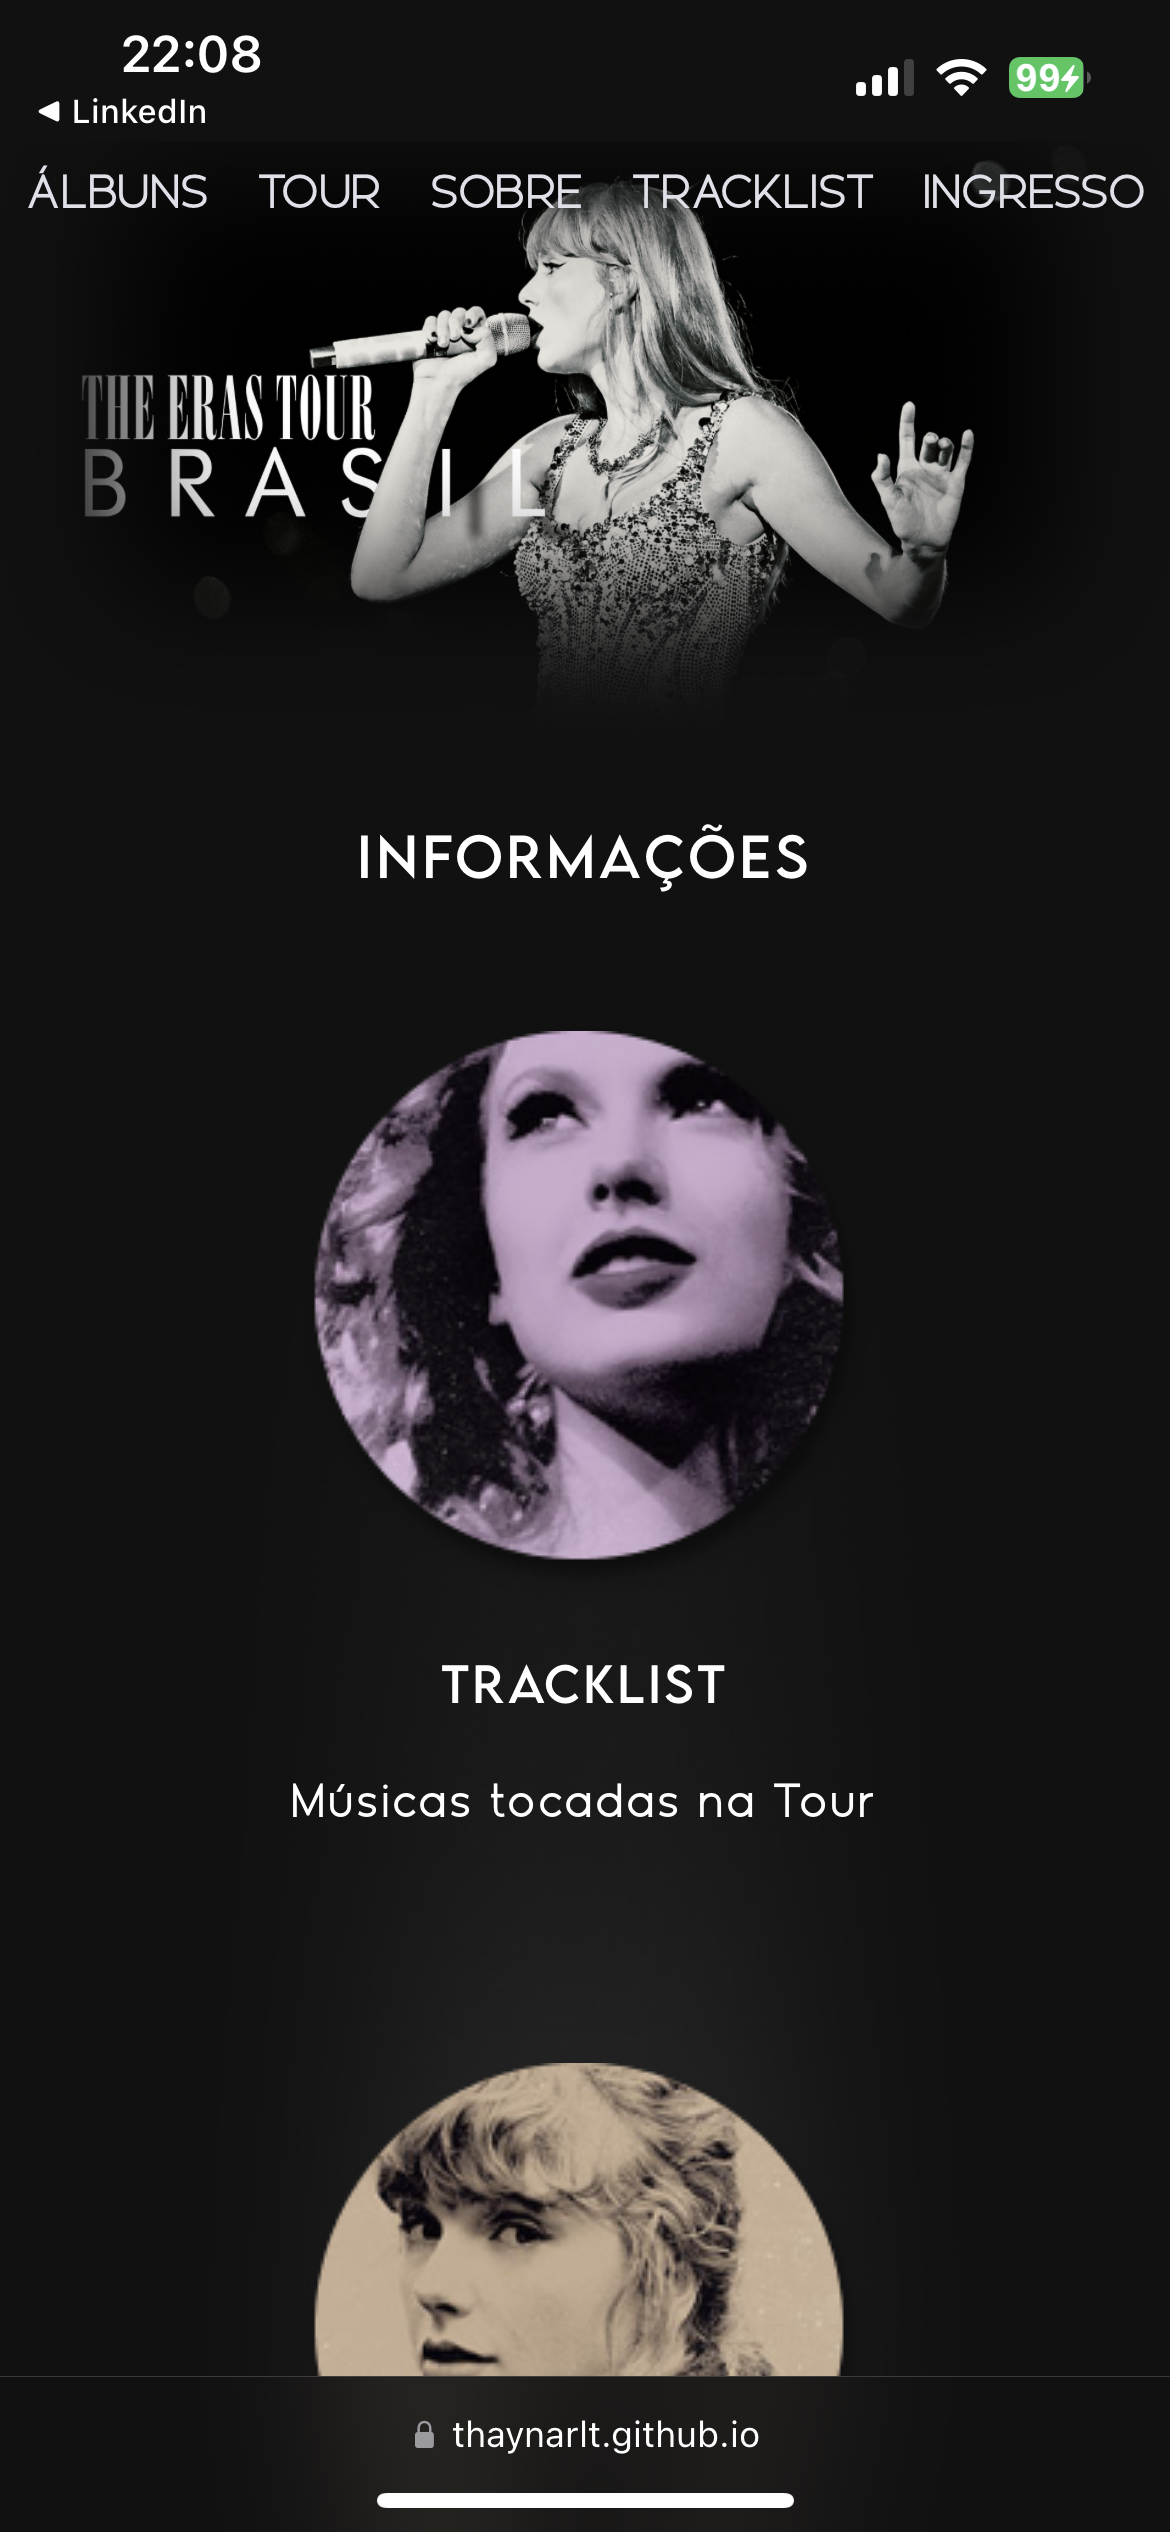 22:08
99
◀ LinkedIn
ÁLBUNS TOUR SOBRE TRACKLIST INGRESSO
THE ERAS TOUR
BRASIL
INFORMAÇÕES
TRACKLIST
Músicas tocadas na Tour
thaynarlt.github.io